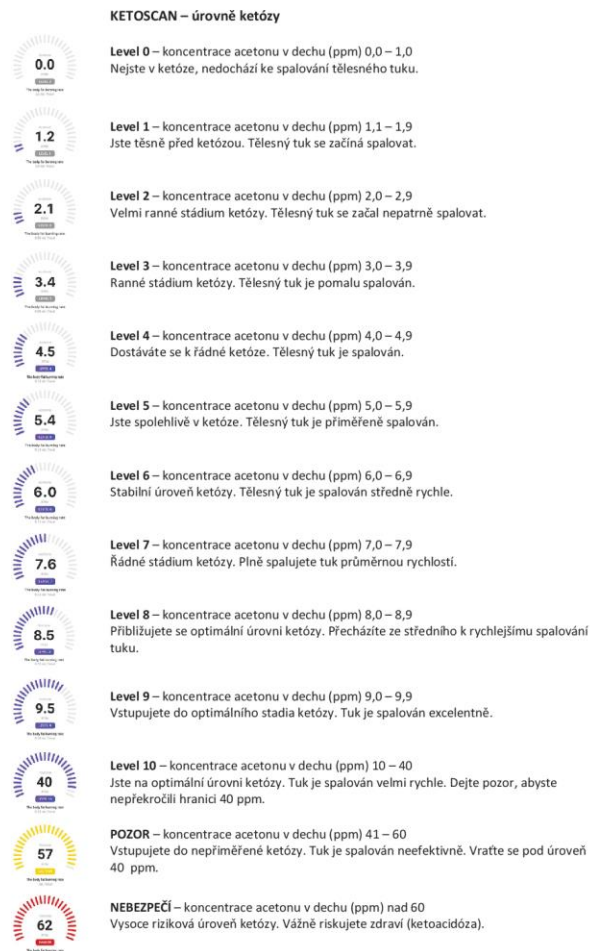 KETOSCAN – úrovně ketózy
0.0
Level 0 – koncentrace acetonu v dechu (ppm) 0,0 – 1,0
Nejste v ketóze, nedochází ke spalování tělesného tuku.
1.2
Level 1 – koncentrace acetonu v dechu (ppm) 1,1 – 1,9
Jste těsně před ketózou. Tělesný tuk se začíná spalovat.
2.1
Level 2 – koncentrace acetonu v dechu (ppm) 2,0 – 2,9
Velmi ranné stádium ketózy. Tělesný tuk se začal nepatrně spalovat.
3.4
Level 3 – koncentrace acetonu v dechu (ppm) 3,0 – 3,9
Ranné stádium ketózy. Tělesný tuk je pomalu spalován.
4.5
Level 4 – koncentrace acetonu v dechu (ppm) 4,0 – 4,9
Dostáváte se k řádné ketóze. Tělesný tuk je spalován.
5.4
Level 5 – koncentrace acetonu v dechu (ppm) 5,0 – 5,9
Jste spolehlivě v ketóze. Tělesný tuk je přiměřeně spalován.
6.0
Level 6 – koncentrace acetonu v dechu (ppm) 6,0 – 6,9
Stabilní úroveň ketózy. Tělesný tuk je spalován středně rychle.
7.6
Level 7 – koncentrace acetonu v dechu (ppm) 7,0 – 7,9
Řádné stádium ketózy. Plně spalujete tuk průměrnou rychlostí.
8.5
Level 8 – koncentrace acetonu v dechu (ppm) 8,0 – 8,9
Přibližujete se optimální úrovni ketózy. Přecházíte ze středního k rychlejšímu spalování
tuku.
9.5
Level 9 – koncentrace acetonu v dechu (ppm) 9,0 – 9,9
Vstupujete do optimálního stadia ketózy. Tuk je spalován excelentně.
40
Level 10 – koncentrace acetonu v dechu (ppm) 10 – 40
Jste na optimální úrovni ketózy. Tuk je spalován velmi rychle. Dejte pozor, abyste
nepřekročili hranici 40 ppm.
57
POZOR – koncentrace acetonu v dechu (ppm) 41 – 60
Vstupujete do nepřiměřené ketózy. Tuk je spalován neefektivně. Vraťte se pod úroveň
40 ppm.
62
NEBEZPEČÍ – koncentrace acetonu v dechu (ppm) nad 60
Vysoce riziková úroveň ketózy. Vážně riskujete zdraví (ketoacidóza).